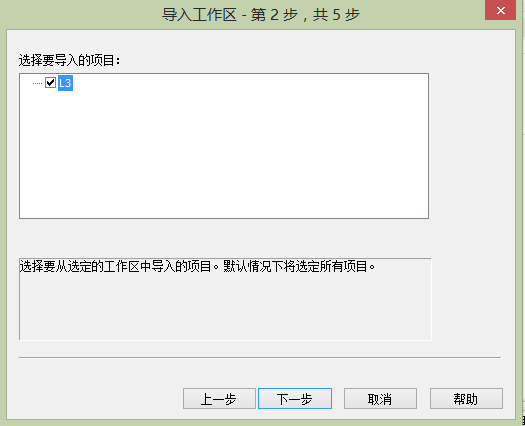 导入工作区 - 第 2 步，共 5 步
选择要导入的项目：
L3
选择要从选定的工作区中导入的项目。默认情况下将选定所有项目。
上一步 下一步 取消 帮助